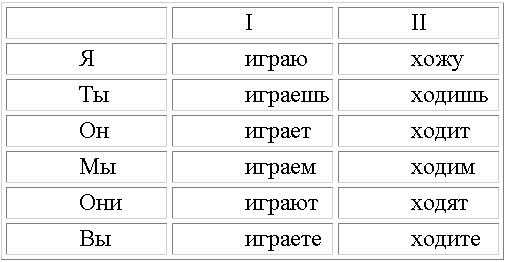 I II
Я играю хожу
Ты играешь ходишь
Он играет ходит
Мы играем ходим
Они играют ходят
Вы играете ходите